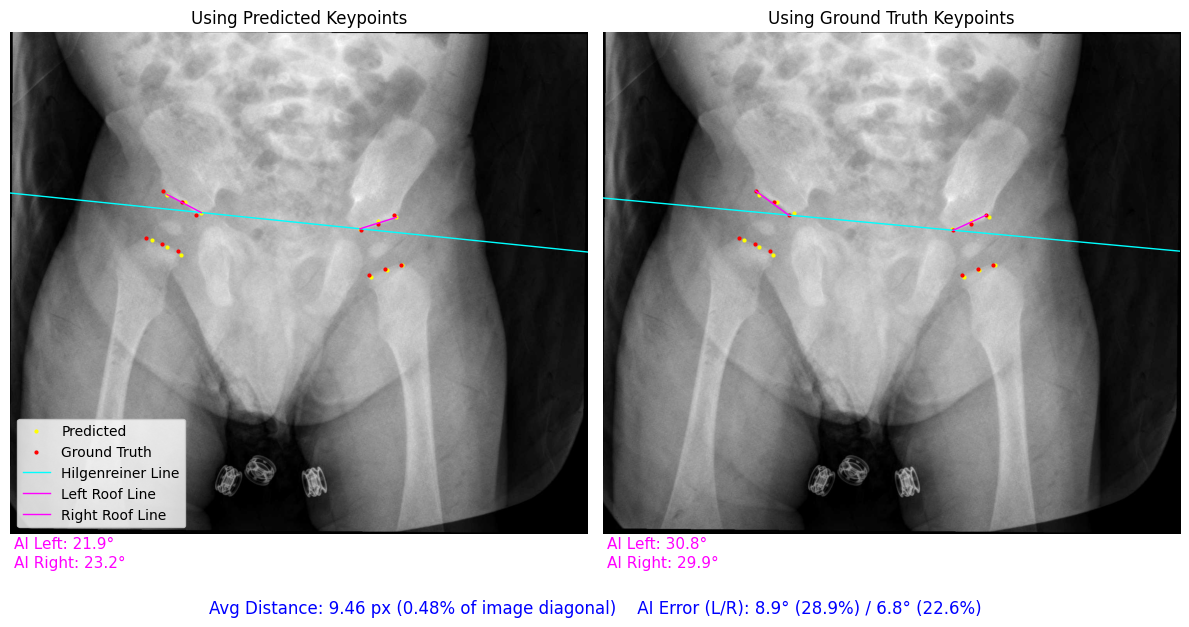 Using Predicted Keypoints
Using Ground Truth Keypoints
Predicted
Ground Truth
Hilgenreiner Line
Left Roof Line
Right Roof Line
AI Left: 21.9°
AI Right: 23.2°
AI Left: 30.8°
AI Right: 29.9°
Avg Distance: 9.46 px (0.48% of image diagonal)    AI Error (L/R): 8.9° (28.9%) / 6.8° (22.6%)